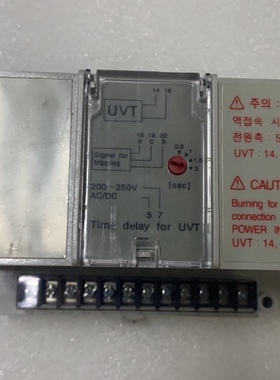 14 16
UVT
18 19 20
a c b
Signal for
tripping
0.5
1
1.5
3
[SEC]
200~250V
AC/DC
5 7
Time delay for UVT
⚠ 주의 :
역접속 시
전원측 : 5
UVT : 14,
⚠ CAUT
Burning for
connection
POWER IN
UVT : 14,